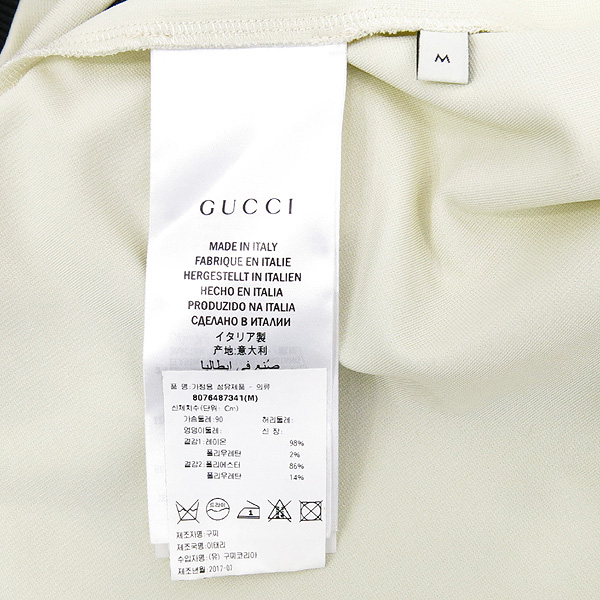 M
GUCCI
MADE IN ITALY
FABRIQUE EN ITALIE
HERGESTELLT IN ITALIEN
HECHO EN ITALIA
PRODUZIDO NA ITALIA
СДЕЛАНО В ИТАЛИИ
イタリア製
产地:意大利
صنع في إيطاليا
품 명:가정용 섬유제품 - 의류
8076487341(M)
신체치수(단위: Cm)
가슴둘레:90 허리둘레:
엉덩이둘레: 신 장:
겉감1:레이온 98%
폴리우레탄 2%
겉감2:폴리에스터 86%
폴리우레탄 14%
드라이
제조자명:구찌
제조국명:이태리
수입자명:(유) 구찌코리아
제조년월:2017-07